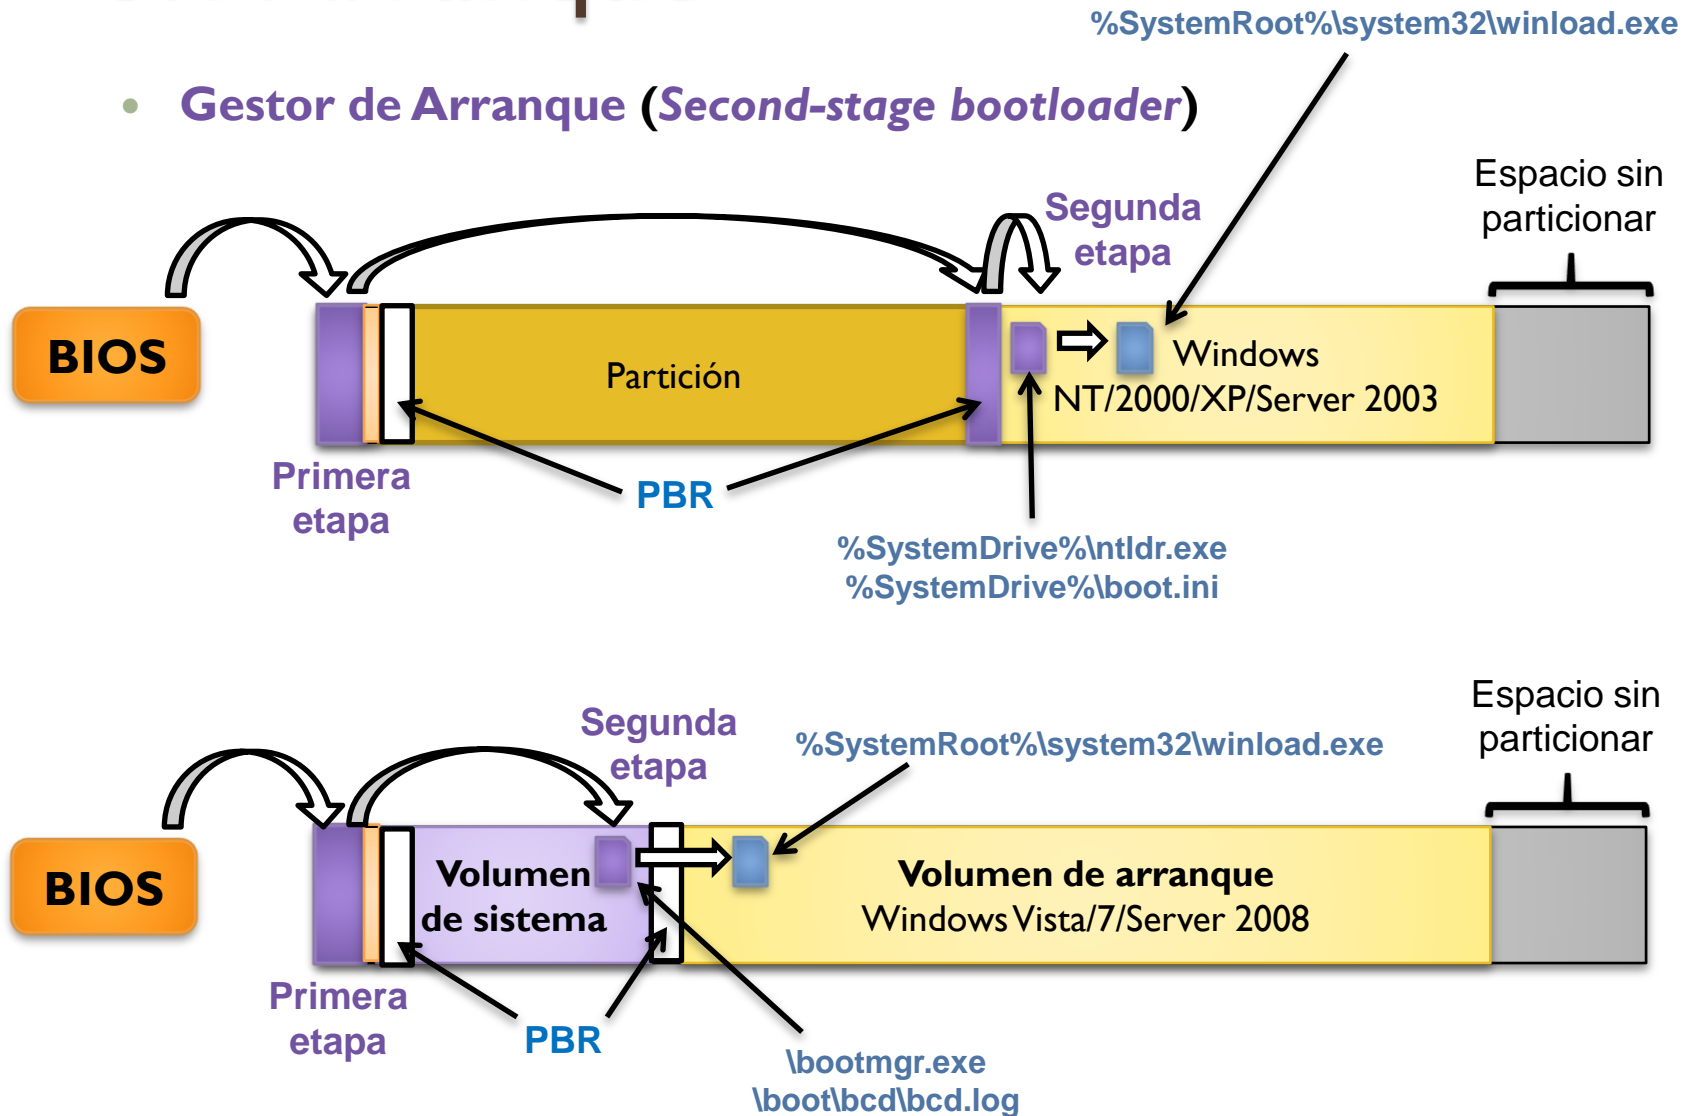 %SystemRoot%\system32\winload.exe
• Gestor de Arranque (Second-stage bootloader)
Espacio sin
particionar
Segunda
etapa
BIOS
Partición
Windows
NT/2000/XP/Server 2003
Primera
etapa
PBR
%SystemDrive%\ntldr.exe
%SystemDrive%\boot.ini
Espacio sin
particionar
Segunda
etapa
%SystemRoot%\system32\winload.exe
BIOS
Volumen
de sistema
Volumen de arranque
Windows Vista/7/Server 2008
Primera
etapa
PBR
\bootmgr.exe
\boot\bcd\bcd.log